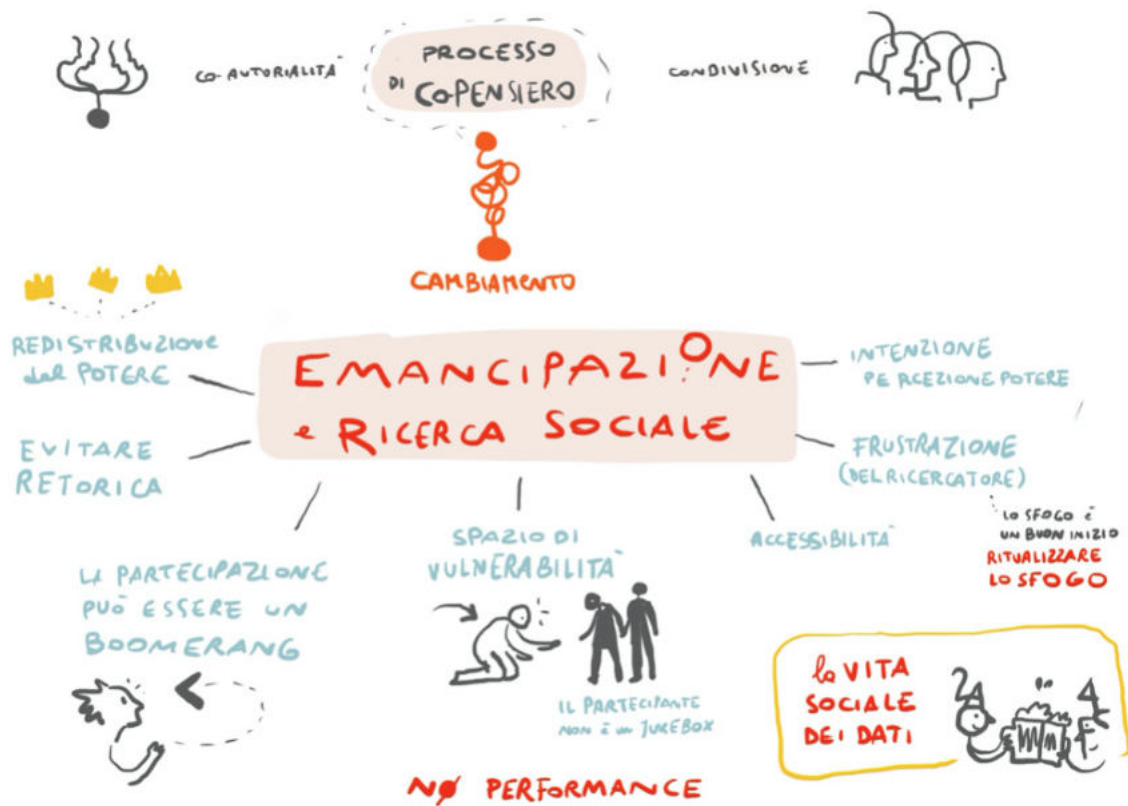 CO-AUTORIALITÀ
PROCESSO
DI COPENSIERO
CONDIVISIONE
CAMBIAMENTO
REDISTRIBUZIONE
del POTERE
EVITARE
RETORICA
EMANCIPAZIONE
e RICERCA SOCIALE
INTENZIONE
PERCEZIONE POTERE
FRUSTRAZIONE
(DEL RICERCATORE)
LO SFOGO È
UN BUON INIZIO
RITUALIZZARE
LO SFOGO
LA PARTECIPAZIONE
PUÒ ESSERE UN
BOOMERANG
SPAZIO DI
VULNERABILITÀ
ACCESSIBILITÀ
IL PARTECIPANTE
NON È UN JUKEBOX
NO PERFORMANCE
la VITA
SOCIALE
DEI DATI